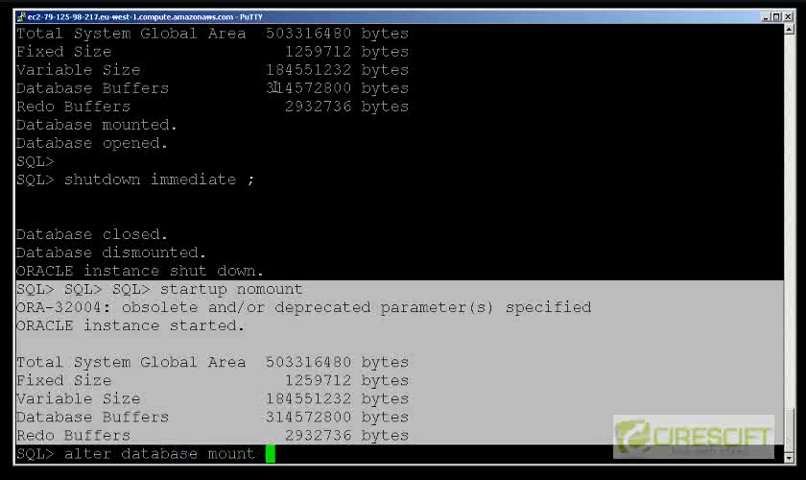 ec2-79-125-98-217.eu-west-1.compute.amazonaws.com - PuTTY
Total System Global Area  503316480 bytes
Fixed Size                  1259712 bytes
Variable Size             184551232 bytes
Database Buffers          314572800 bytes
Redo Buffers                2932736 bytes
Database mounted.
Database opened.
SQL>
SQL> shutdown immediate ;
Database closed.
Database dismounted.
ORACLE instance shut down.
SQL> SQL> SQL> startup nomount
ORA-32004: obsolete and/or deprecated parameter(s) specified
ORACLE instance started.
Total System Global Area  503316480 bytes
Fixed Size                  1259712 bytes
Variable Size             184551232 bytes
Database Buffers          314572800 bytes
Redo Buffers                2932736 bytes
CIRESOFT
SQL> alter database mount